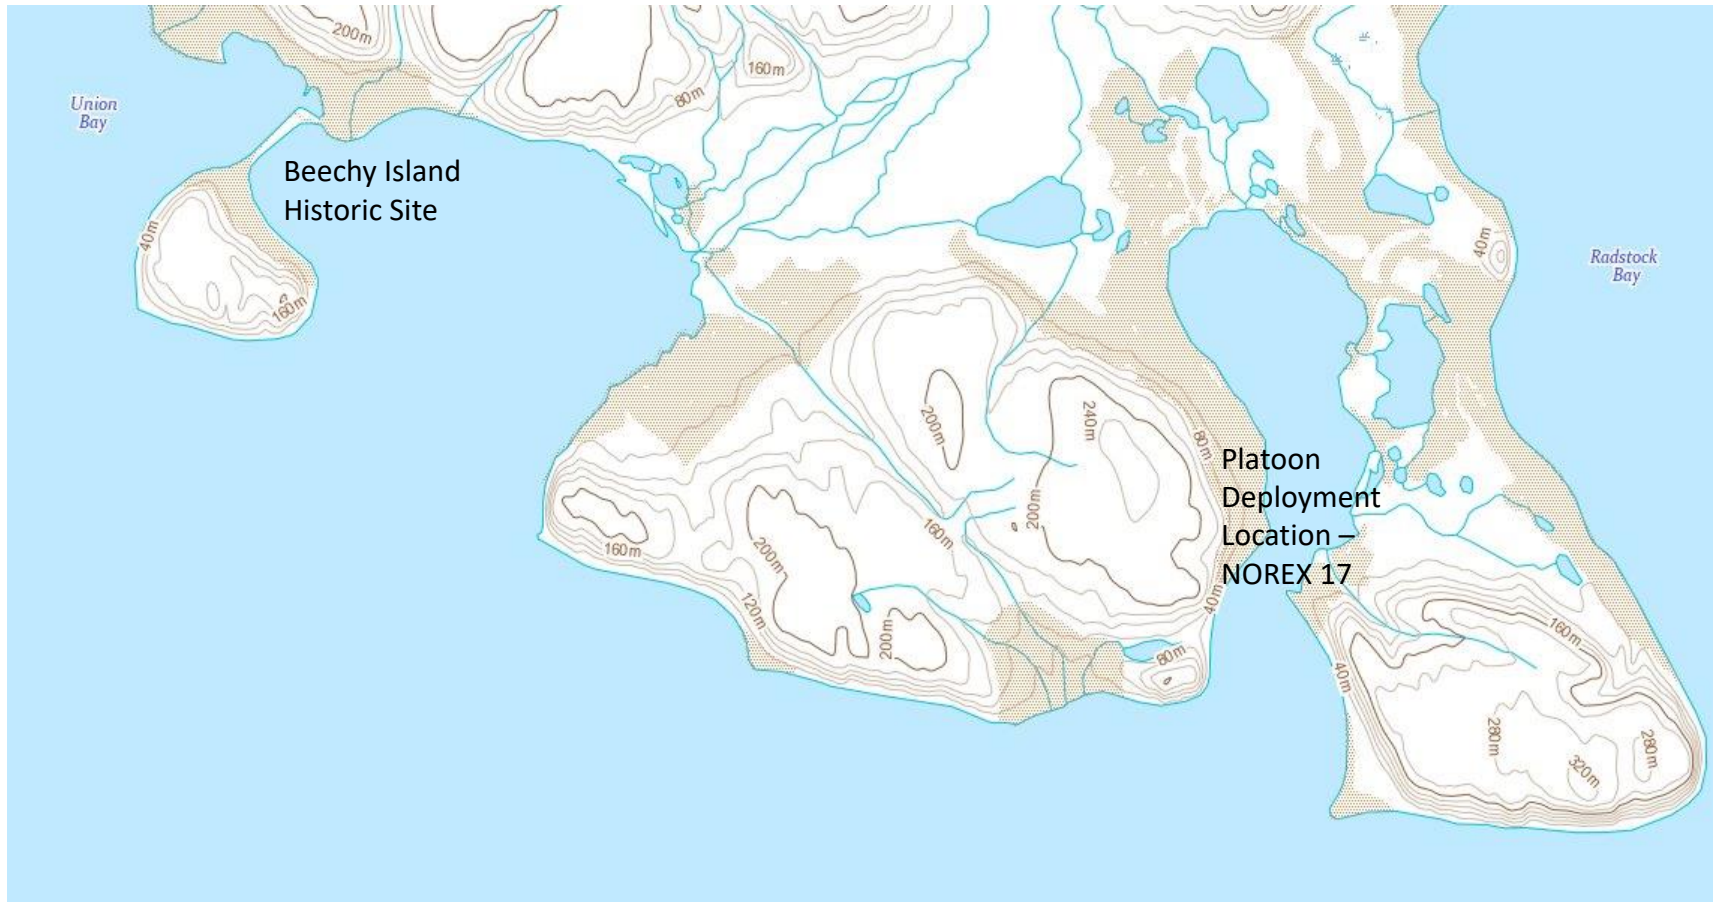 200m
160m
80m
Union
Bay
Beechy Island
Historic Site
40m
160m
40m
Radstock
Bay
200m
240m
80m
200m
Platoon
Deployment
Location –
NOREX 17
160m
160m
200m
120m
200m
40m
80m
160m
40m
280m
320m
280m